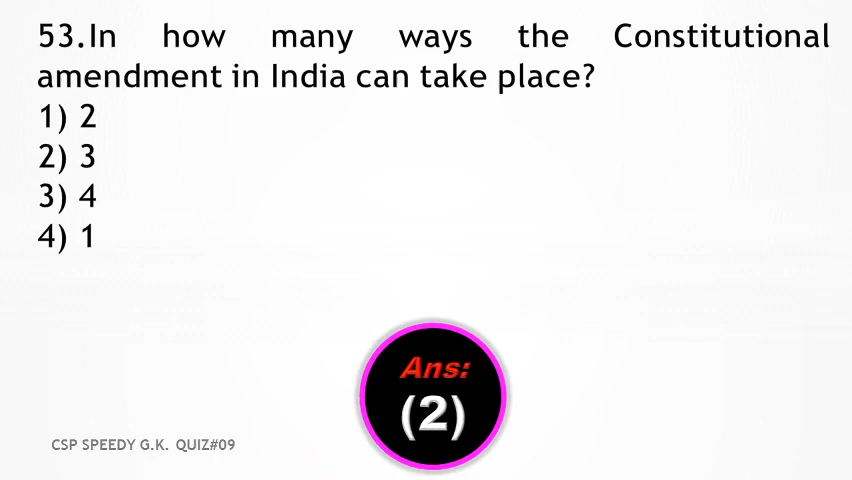 53.In how many ways the Constitutional
amendment in India can take place?
1) 2
2) 3
3) 4
4) 1
Ans:
(2)
CSP SPEEDY G.K. QUIZ#09